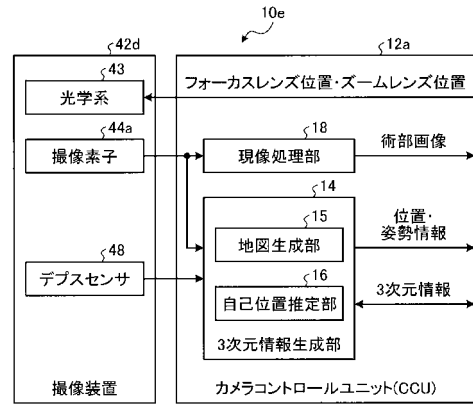 10e
42d
12a
43
光学系
フォーカスレンズ位置・ズームレンズ位置
44a
撮像素子
18
現像処理部
術部画像
14
15
地図生成部
位置・
姿勢情報
48
デプスセンサ
16
自己位置推定部
3次元情報
3次元情報生成部
撮像装置
カメラコントロールユニット(CCU)